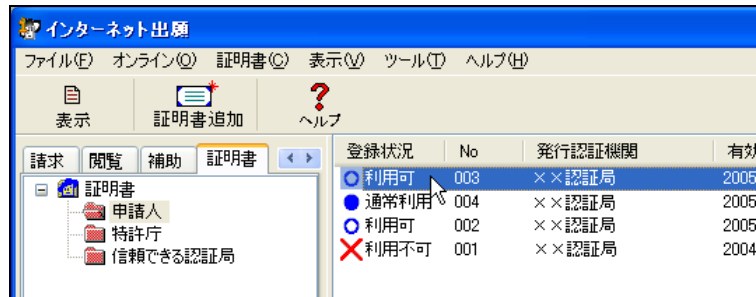 インターネット出願
ファイル(F) オンライン(O) 証明書(C) 表示(V) ツール(T) ヘルプ(H)
表示 証明書追加 ヘルプ
請求 閲覧 補助 証明書
証明書
申請人
特許庁
信頼できる認証局
登録状況 No 発行認証機関 有効
利用可 003 ××認証局 2005
通常利用 004 ××認証局 2005
利用可 002 ××認証局 2005
利用不可 001 ××認証局 2004